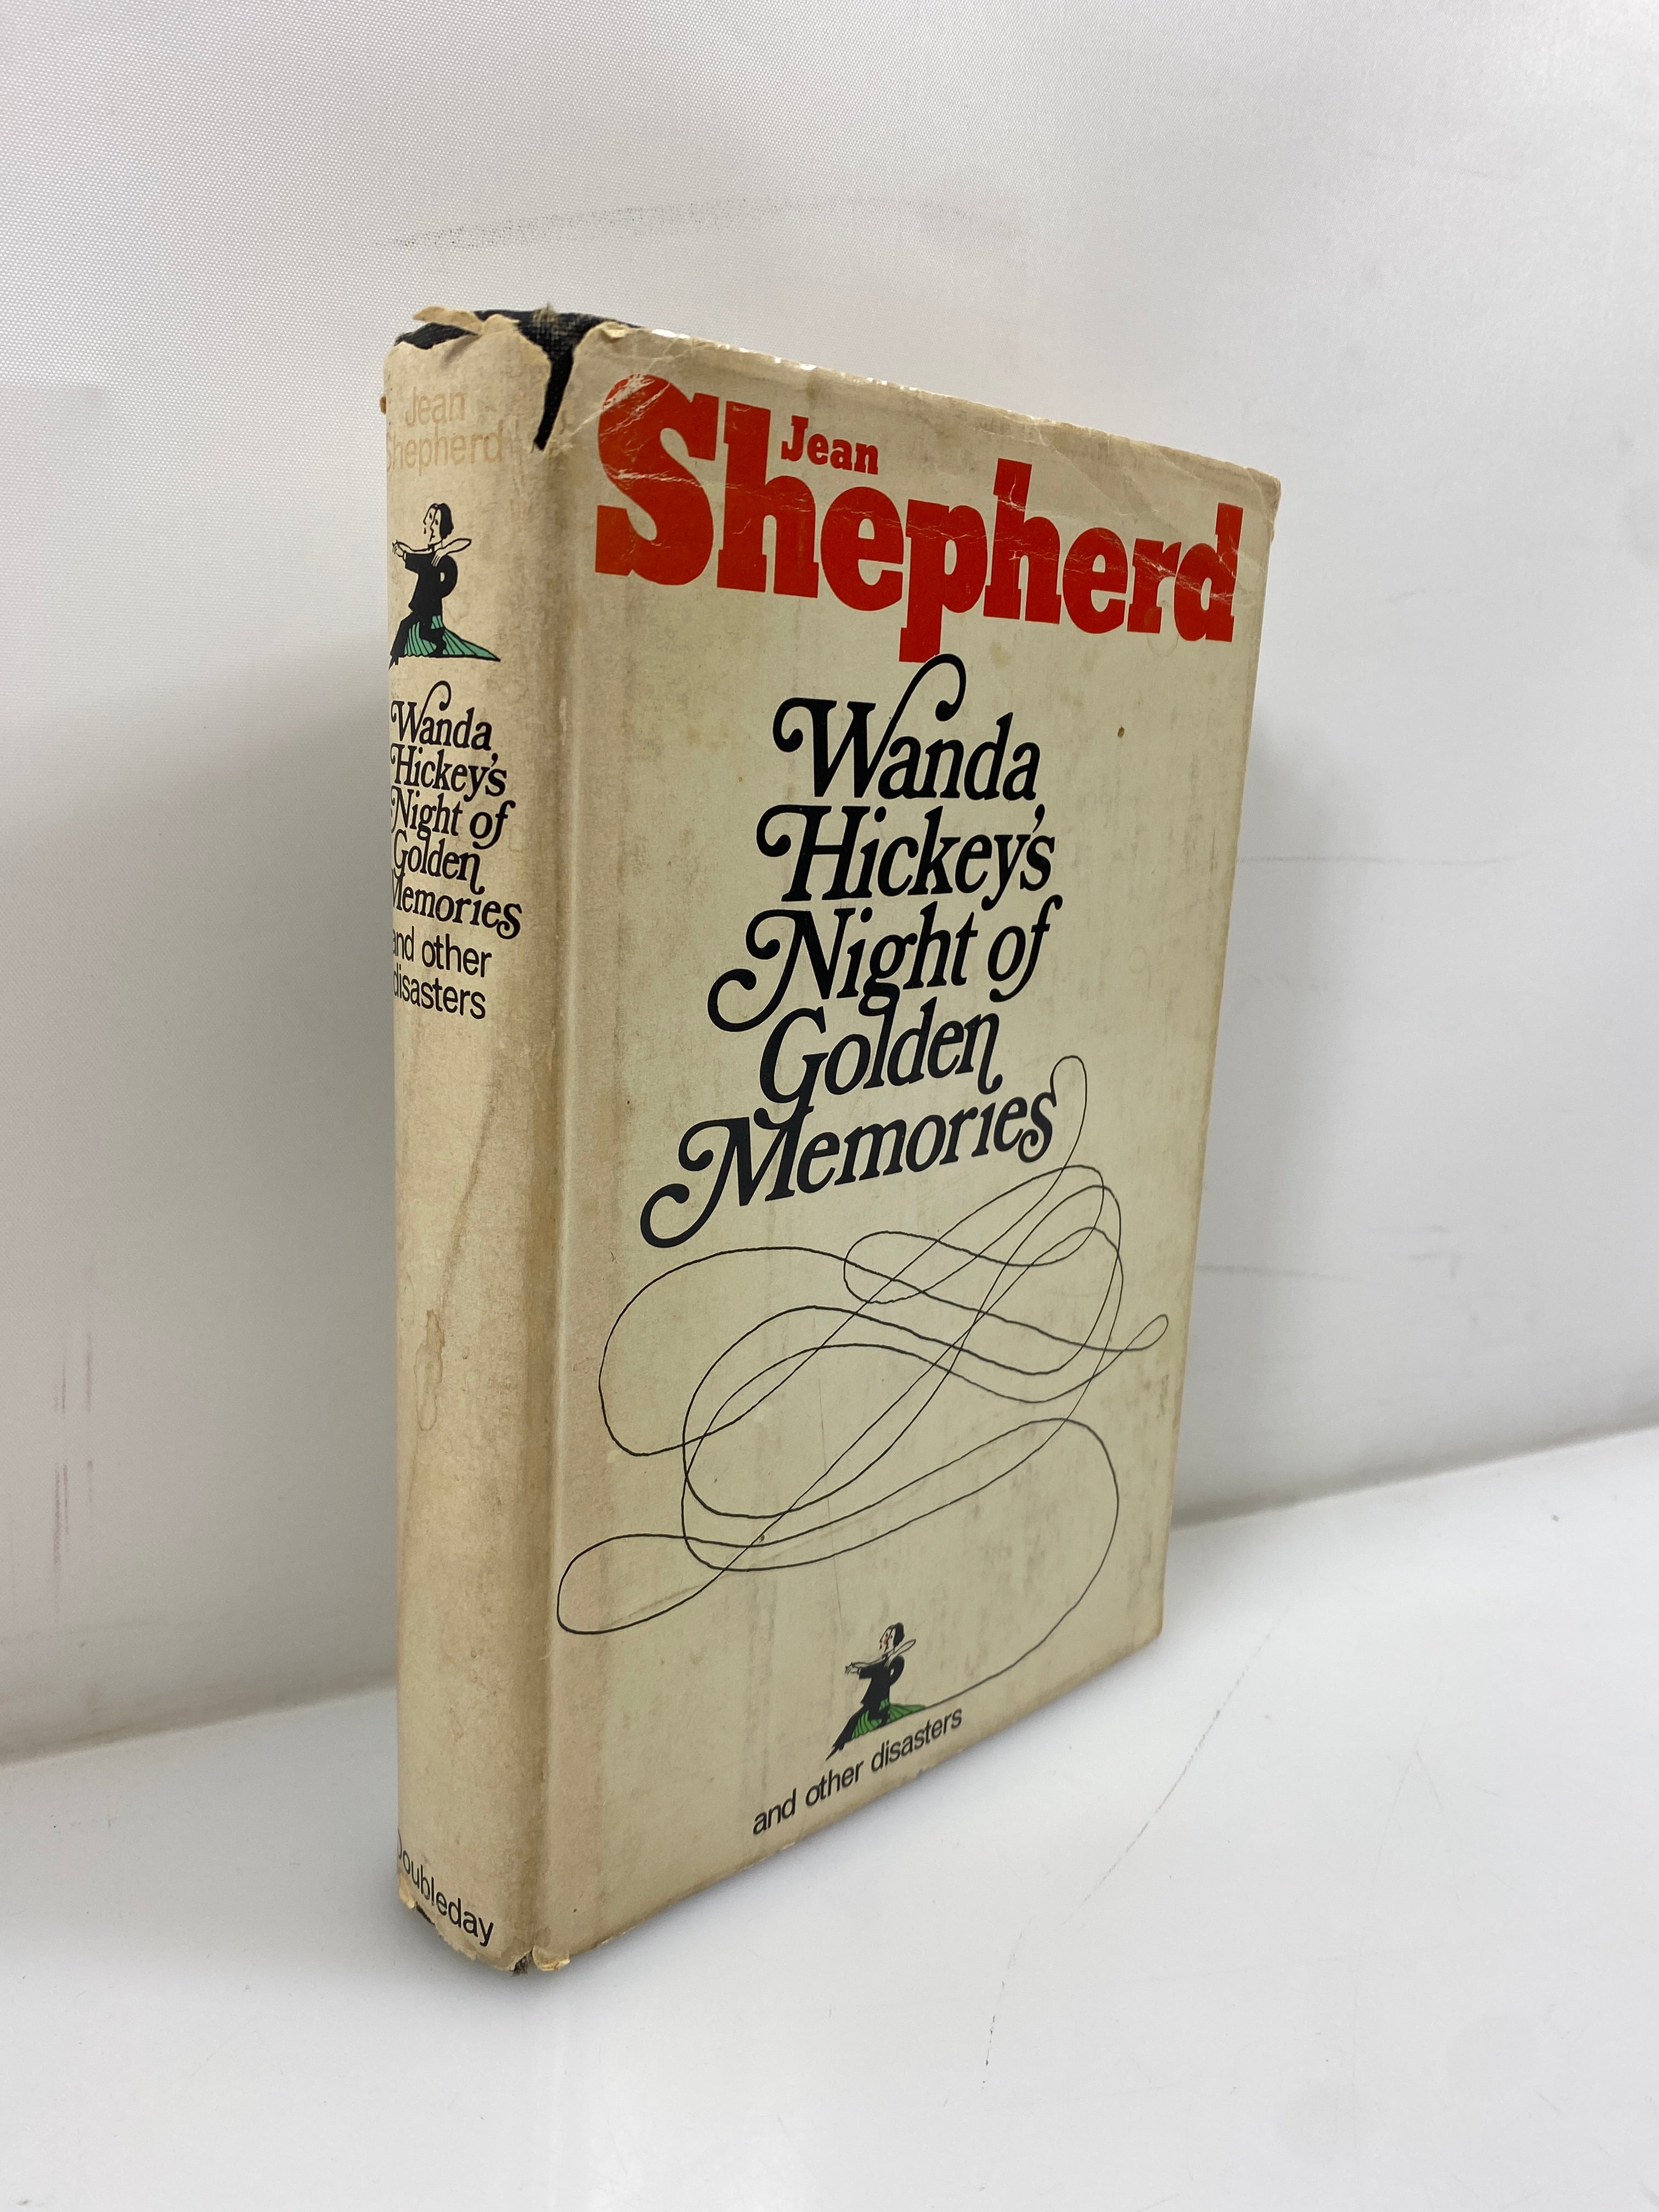 Jean
Shepherd
Wanda
Hickey's
Night of
Golden
Memories
and other
disasters
Doubleday
Jean
Shepherd
Wanda
Hickey's
Night of
Golden
Memories
and other disasters